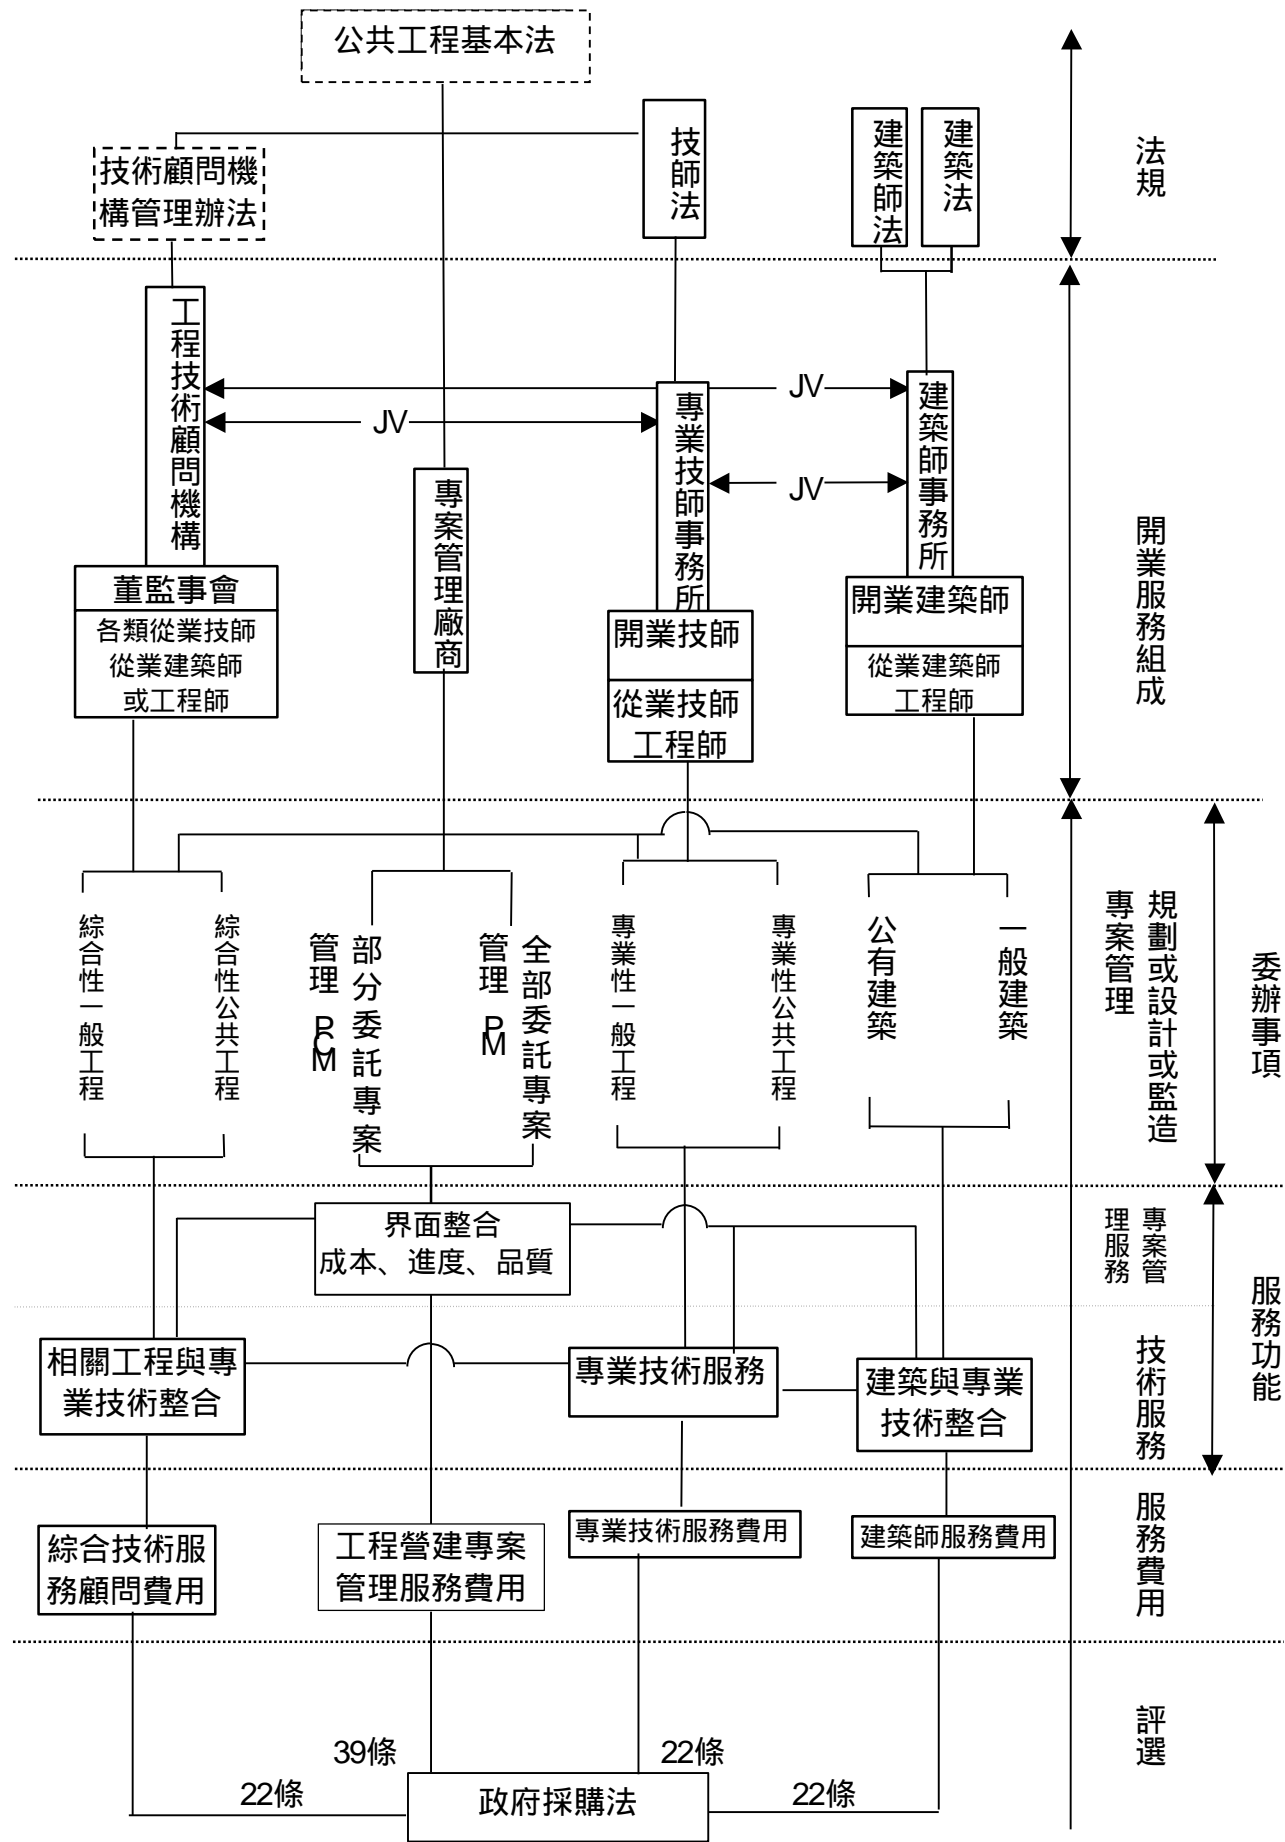 公共工程基本法
技術顧問機
構管理辦法
技師法
建築師法
建築法
法規
工程技術顧問機構
董監事會
各類從業技師
從業建築師
或工程師
專案管理廠商
JV
JV
JV
專業技師事務所
開業技師
從業技師
工程師
建築師事務所
開業建築師
從業建築師
工程師
開業服務組成
綜合性一般工程
綜合性公共工程
部分委託專案
管理PCM
全部委託專案
管理PM
專業性一般工程
專業性公共工程
公有建築
一般建築
規劃或設計或監造
專案管理
委辦事項
界面整合
成本、進度、品質
專案管
理服務
相關工程與專
業技術整合
專業技術服務
建築與專業
技術整合
技術服務
服務功能
綜合技術服
務顧問費用
工程營建專案
管理服務費用
專業技術服務費用
建築師服務費用
服務費用
39條
22條
22條
22條
政府採購法
評選